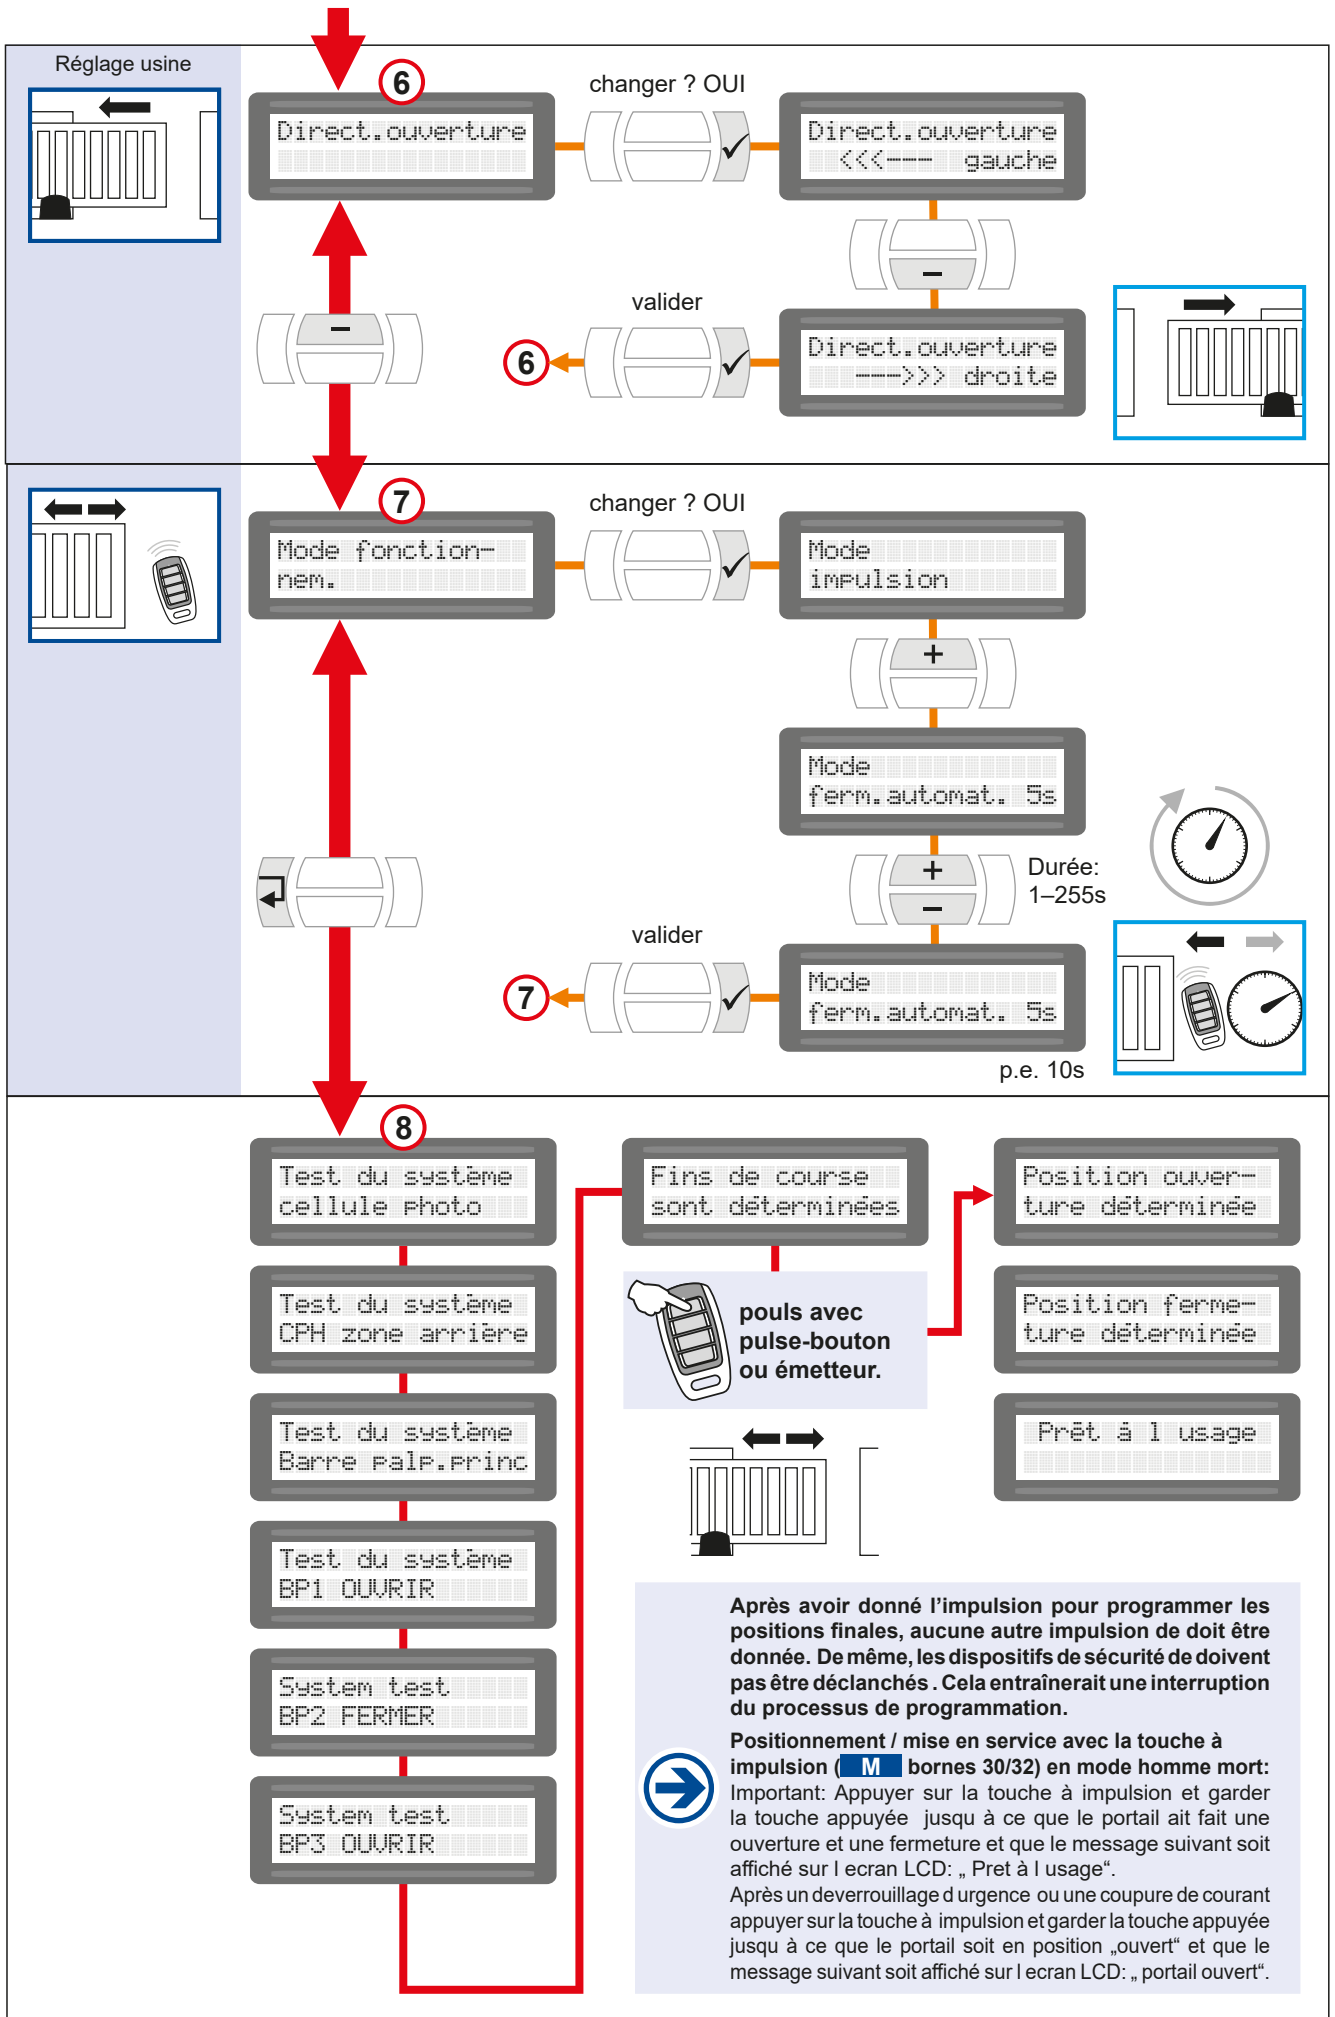 Réglage usine
6
changer ? OUI
Direct.ouverture
Direct.ouverture
<<<--- gauche
−
−
valider
6
Direct.ouverture
--->>> droite
7
changer ? OUI
Mode fonction-
nem.
Mode
impulsion
+
Mode
ferm.automat. 5s
+
−
Durée:
1–255s
valider
7
Mode
ferm.automat. 5s
p.e. 10s
8
Test du système
cellule photo
Test du système
CPH zone arrière
Test du système
Barre palp.princ
Test du système
BP1 OUVRIR
System test
BP2 FERMER
System test
BP3 OUVRIR
Fins de course
sont déterminées
pouls avec
pulse-bouton
ou émetteur.
Position ouver-
ture déterminée
Position ferme-
ture déterminée
Prêt à l usage
Après avoir donné l’impulsion pour programmer les
positions finales, aucune autre impulsion de doit être
donnée. De même, les dispositifs de sécurité de doivent
pas être déclanchés . Cela entraînerait une interruption
du processus de programmation.
Positionnement / mise en service avec la touche à
impulsion ( M bornes 30/32) en mode homme mort:
Important: Appuyer sur la touche à impulsion et garder
la touche appuyée jusqu à ce que le portail ait fait une
ouverture et une fermeture et que le message suivant soit
affiché sur l ecran LCD: „ Pret à l usage“.
Après un deverrouillage d urgence ou une coupure de courant
appuyer sur la touche à impulsion et garder la touche appuyée
jusqu à ce que le portail soit en position „ouvert“ et que le
message suivant soit affiché sur l ecran LCD: „ portail ouvert“.